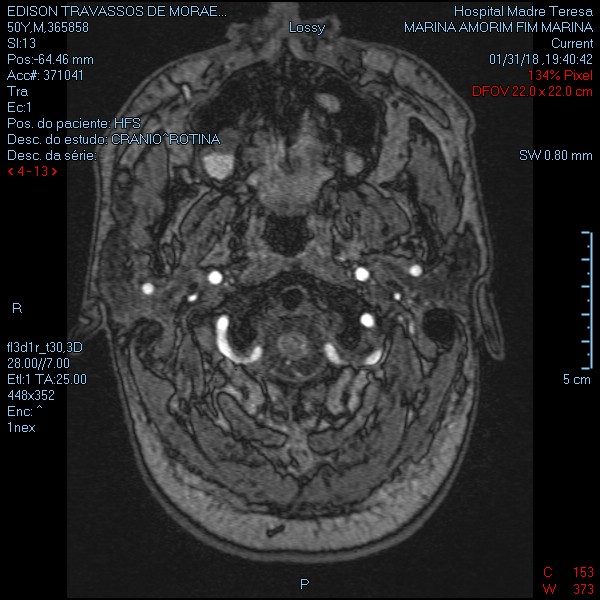 EDISON TRAVASSOS DE MORAE...
50Y,M,365858
Sl:13
Pos:-64.46 mm
Acc#: 371041
Tra
Ec:1
Pos. do paciente: HFS
Desc. do estudo: CRANIO^ROTINA
Desc. da série:
< 4 - 13 >
Lossy
Hospital Madre Teresa
MARINA AMORIM FIM MARINA
Current
01/31/18 ,19:40:42
134% Pixel
DFOV 22.0 x 22.0 cm
SW 0.80 mm
R
5 cm
fl3d1r_t30,3D
28.00//7.00
Etl:1 TA:25.00
448x352
Enc: ^
1nex
P
C 153
W 373